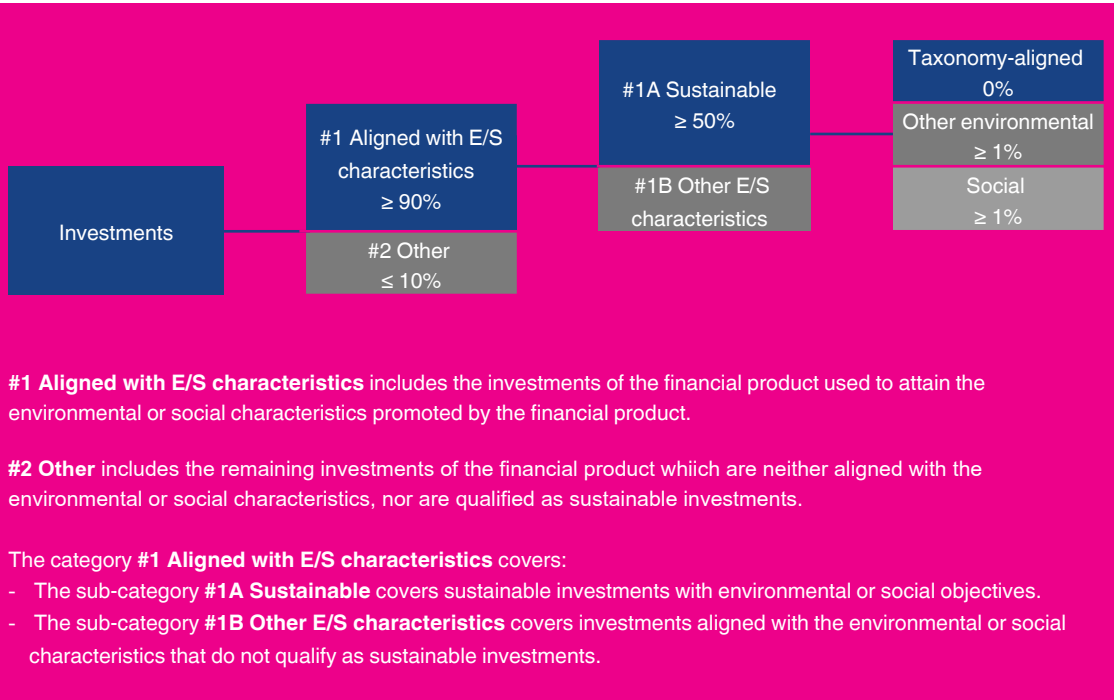 Investments
#1 Aligned with E/S
characteristics
≥ 90%
#2 Other
≤ 10%
#1A Sustainable
≥ 50%
#1B Other E/S
characteristics
Taxonomy-aligned
0%
Other environmental
≥ 1%
Social
≥ 1%
#1 Aligned with E/S characteristics includes the investments of the financial product used to attain the
environmental or social characteristics promoted by the financial product.
#2 Other includes the remaining investments of the financial product whiich are neither aligned with the
environmental or social characteristics, nor are qualified as sustainable investments.
The category #1 Aligned with E/S characteristics covers:
- The sub-category #1A Sustainable covers sustainable investments with environmental or social objectives.
- The sub-category #1B Other E/S characteristics covers investments aligned with the environmental or social
characteristics that do not qualify as sustainable investments.